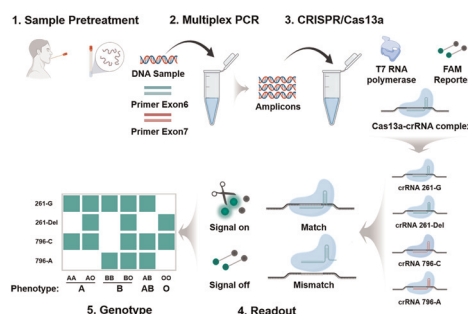 1. Sample Pretreatment
2. Multiplex PCR
3. CRISPR/Cas13a
DNA Sample
Primer Exon6
Primer Exon7
Amplicons
T7 RNA
polymerase
FAM
Reporte
Cas13a-crRNA complex
crRNA 261-G
crRNA 261-Del
crRNA 796-C
crRNA 796-A
Signal on
Match
Signal off
Mismatch
4. Readout
261-G
261-Del
796-C
796-A
AA AO BB BO AB OO
Phenotype: A B AB O
5. Genotype